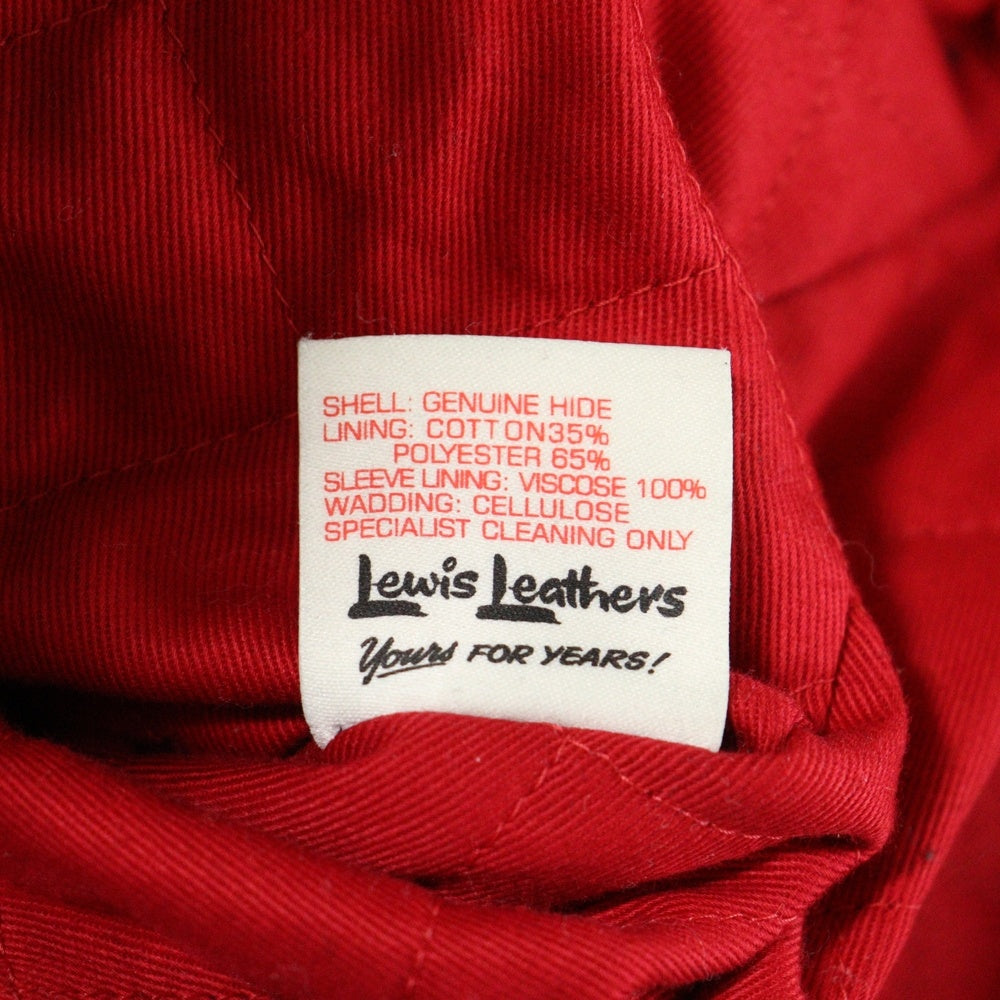 SHELL: GENUINE HIDE
LINING: COTTON35%
POLYESTER 65%
SLEEVE LINING: VISCOSE 100%
WADDING: CELLULOSE
SPECIALIST CLEANING ONLY
Lewis Leathers
Yours FOR YEARS!